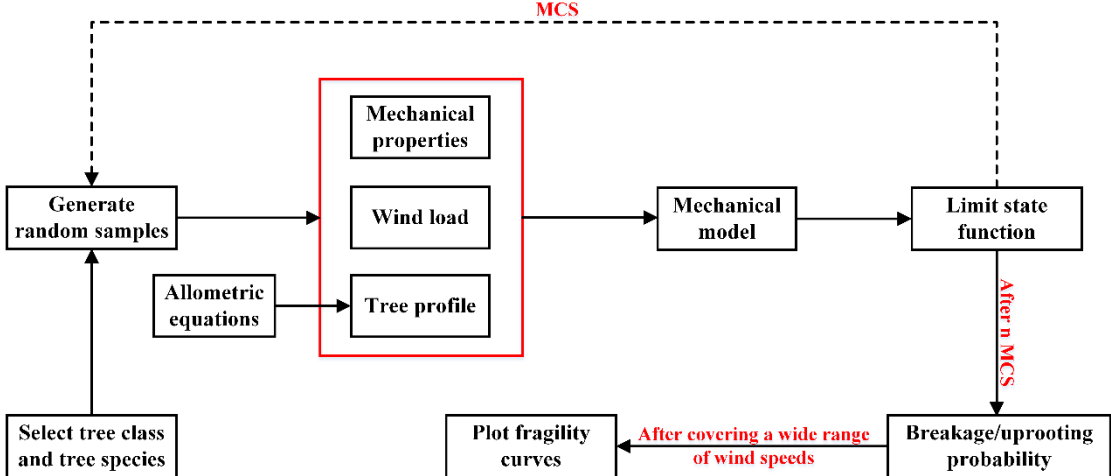 MCS
Mechanical
properties
Generate
random samples
Wind load
Mechanical
model
Limit state
function
Allometric
equations
Tree profile
After n MCS
Select tree class
and tree species
Plot fragility
curves
After covering a wide range
of wind speeds
Breakage/uprooting
probability